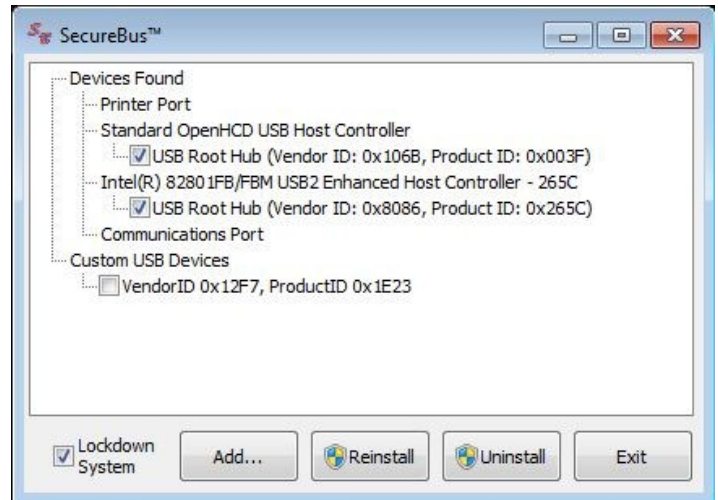 SecureBus™
Devices Found
Printer Port
Standard OpenHCD USB Host Controller
USB Root Hub (Vendor ID: 0x106B, Product ID: 0x003F)
Intel(R) 82801FB/FBM USB2 Enhanced Host Controller - 265C
USB Root Hub (Vendor ID: 0x8086, Product ID: 0x265C)
Communications Port
Custom USB Devices
VendorID 0x12F7, ProductID 0x1E23
Lockdown
System
Add...
Reinstall
Uninstall
Exit